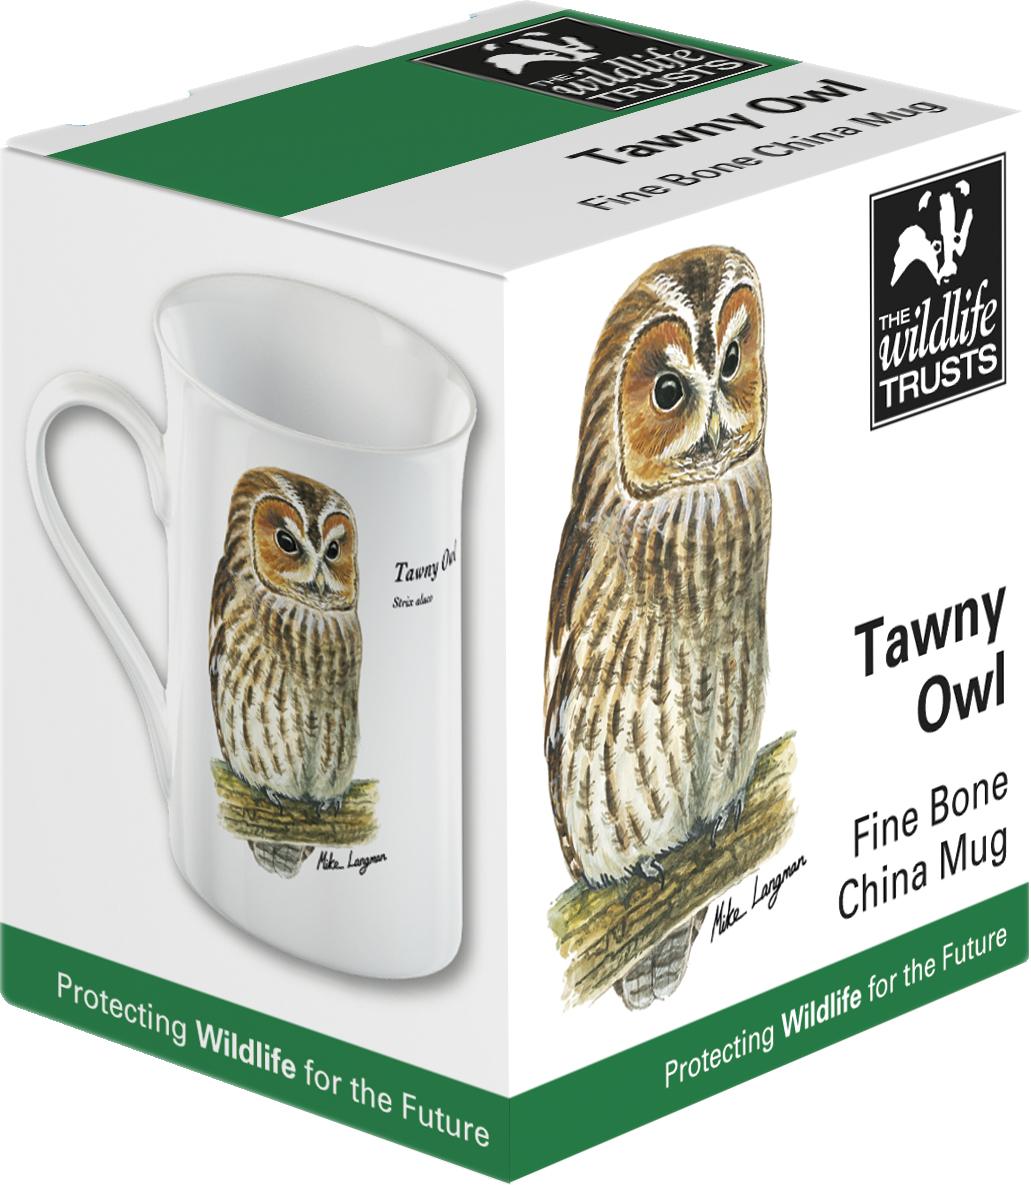 THE
wildlife
TRUSTS
Tawny Owl
Fine Bone China Mug
THE
wildlife
TRUSTS
Tawny Owl
Strix aluco
Mike Langman
Protecting Wildlife for the Future
Tawny
Owl
Fine Bone
China Mug
Mike Langman
Protecting Wildlife for the Future